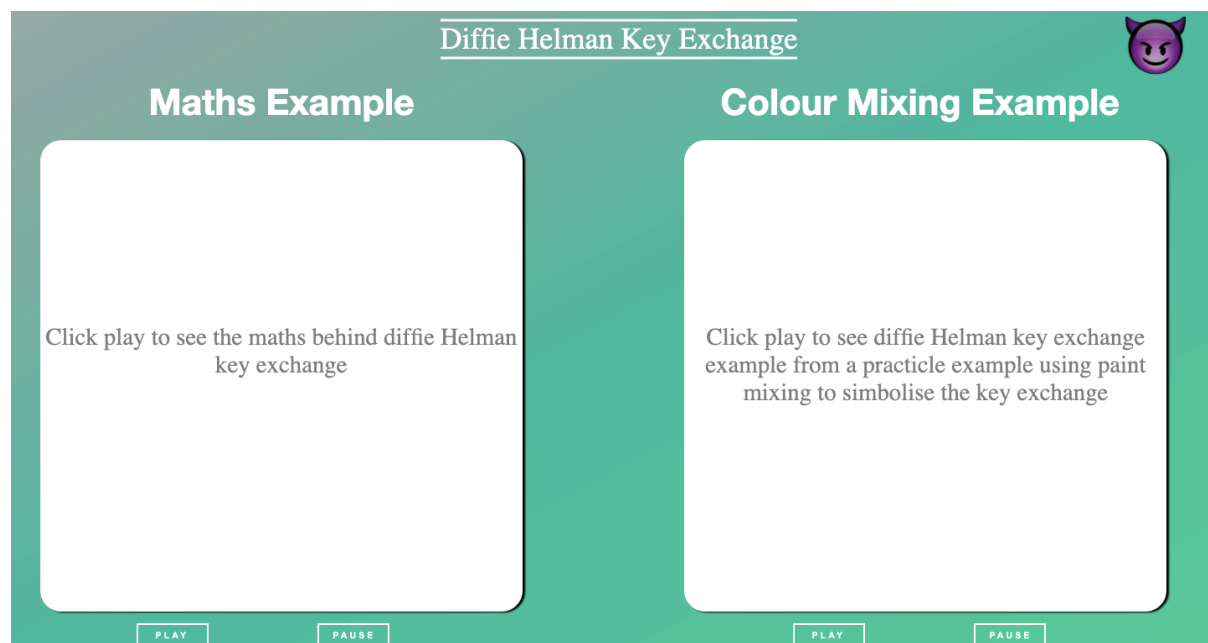 Diffie Helman Key Exchange
Maths Example
Click play to see the maths behind diffie Helman
key exchange
PLAY
PAUSE
Colour Mixing Example
Click play to see diffie Helman key exchange
example from a practicle example using paint
mixing to simbolise the key exchange
PLAY
PAUSE